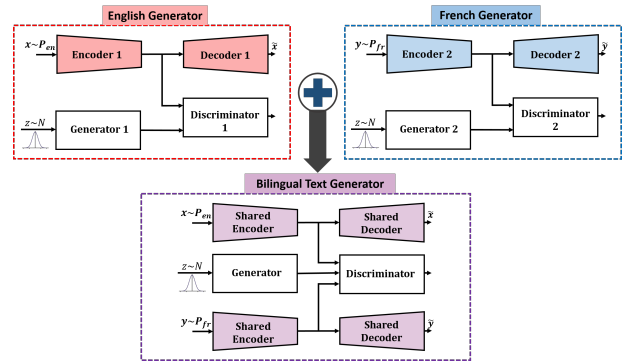 English Generator
x~P_en
Encoder 1
Decoder 1
x̃
z~N
Generator 1
Discriminator
1
French Generator
y~P_fr
Encoder 2
Decoder 2
ỹ
z~N
Generator 2
Discriminator
2
Bilingual Text Generator
x~P_en
Shared
Encoder
Shared
Decoder
x̃
z~N
Generator
Discriminator
y~P_fr
Shared
Encoder
Shared
Decoder
ỹ